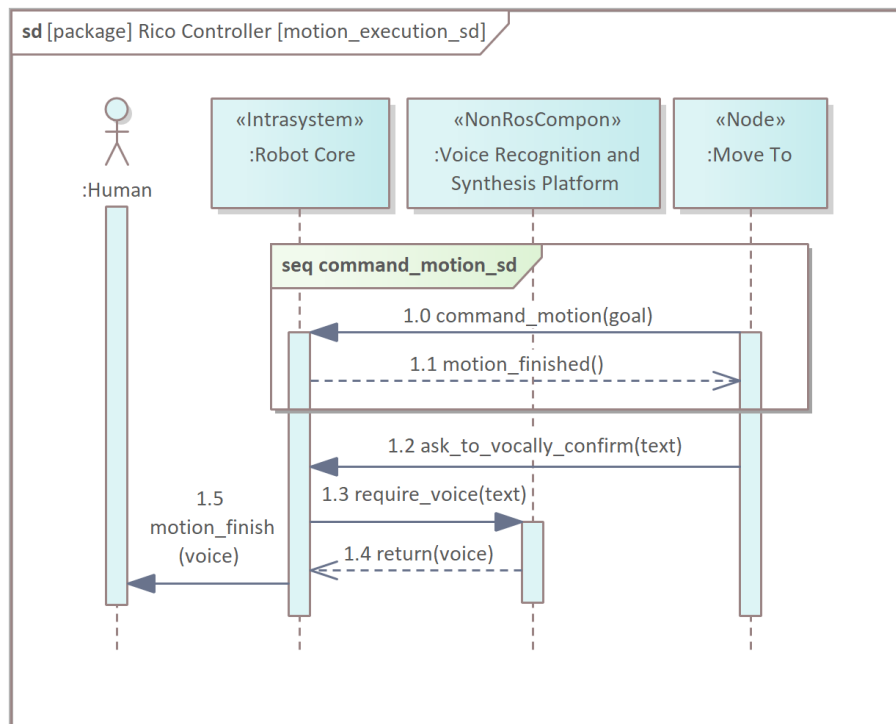 sd [package] Rico Controller [motion_execution_sd]
:Human
«Intrasystem»
:Robot Core
«NonRosCompon»
:Voice Recognition and
Synthesis Platform
«Node»
:Move To
seq command_motion_sd
1.0 command_motion(goal)
1.1 motion_finished()
1.2 ask_to_vocally_confirm(text)
1.3 require_voice(text)
1.4 return(voice)
1.5
motion_finish
(voice)